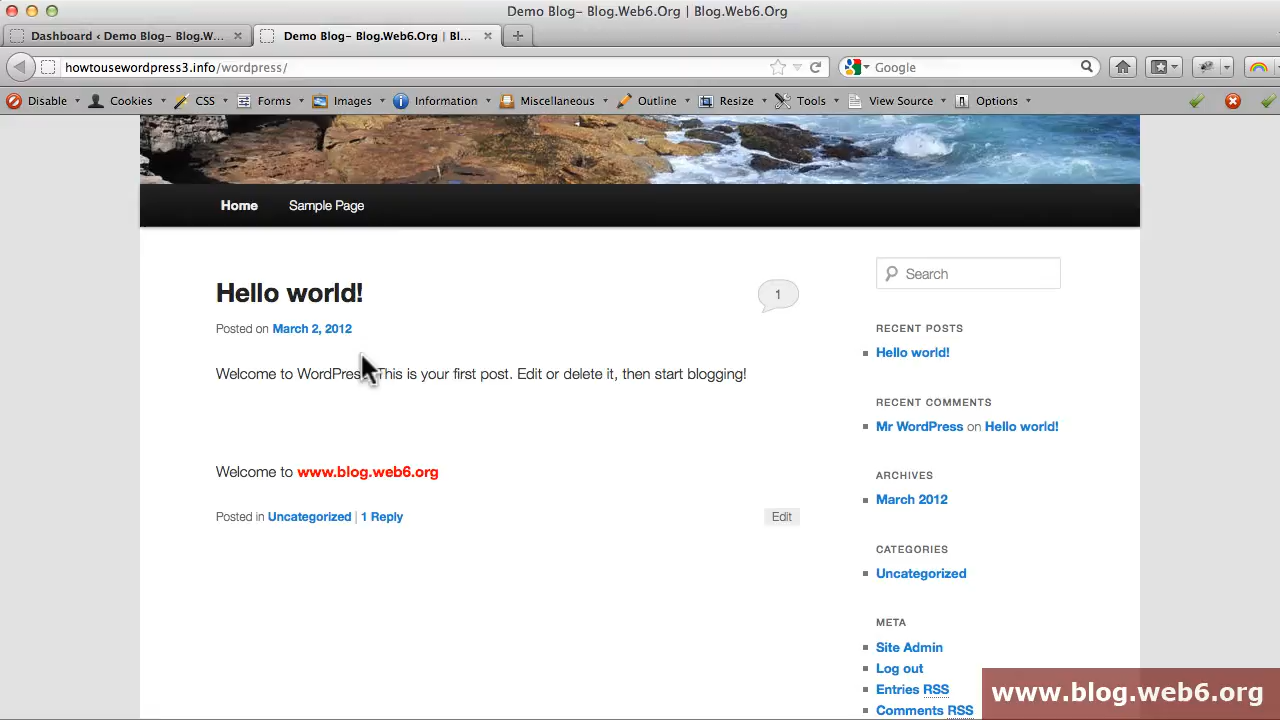 Demo Blog– Blog.Web6.Org | Blog.Web6.Org
Dashboard ‹ Demo Blog– Blog.W...
Demo Blog– Blog.Web6.Org | Bl...
howtousewordpress3.info/wordpress/
Google
Disable
Cookies
CSS
Forms
Images
Information
Miscellaneous
Outline
Resize
Tools
View Source
Options
Home
Sample Page
Hello world!
1
Posted on March 2, 2012
Welcome to WordPress. This is your first post. Edit or delete it, then start blogging!
Welcome to www.blog.web6.org
Posted in Uncategorized | 1 Reply
Edit
Search
RECENT POSTS
Hello world!
RECENT COMMENTS
Mr WordPress on Hello world!
ARCHIVES
March 2012
CATEGORIES
Uncategorized
META
Site Admin
Log out
Entries RSS
Comments RSS
www.blog.web6.org